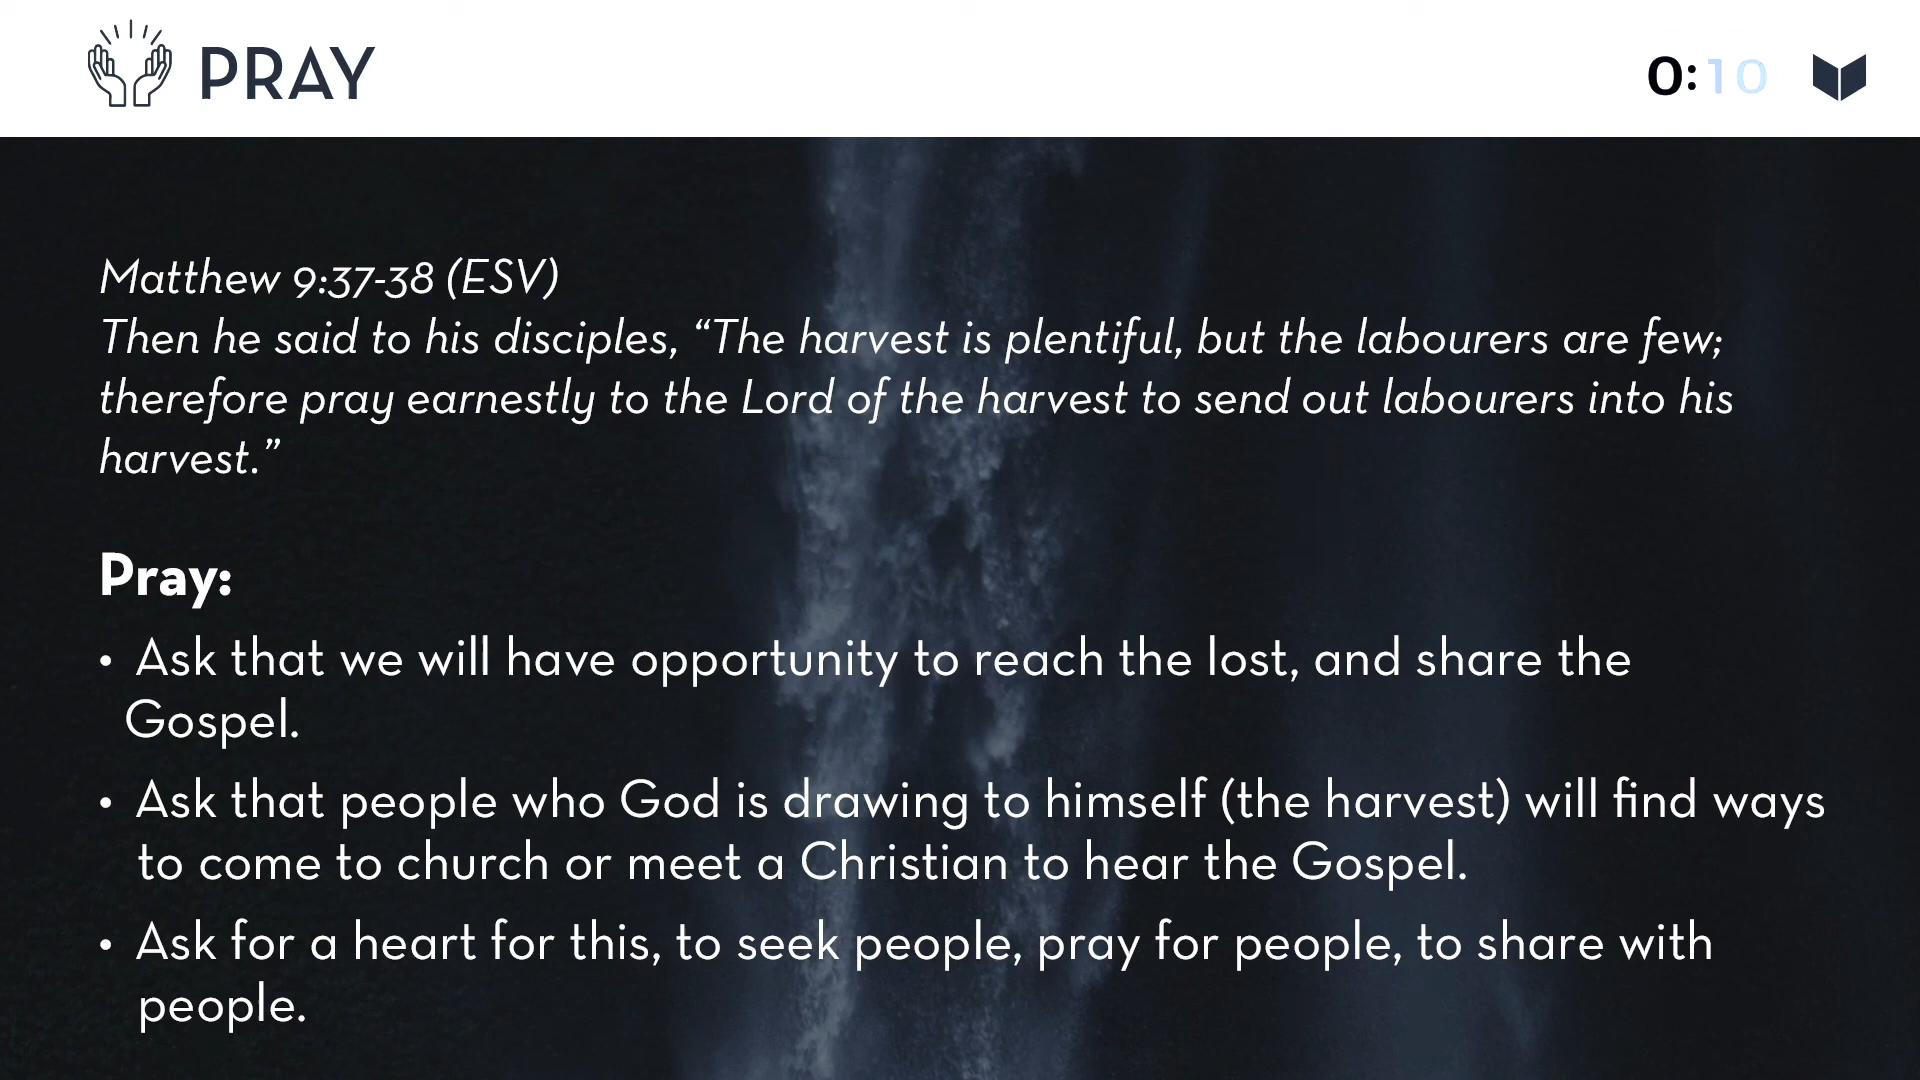 PRAY
0:10
Matthew 9:37-38 (ESV)
Then he said to his disciples, “The harvest is plentiful, but the labourers are few;
therefore pray earnestly to the Lord of the harvest to send out labourers into his
harvest.”
Pray:
• Ask that we will have opportunity to reach the lost, and share the
Gospel.
• Ask that people who God is drawing to himself (the harvest) will find ways
to come to church or meet a Christian to hear the Gospel.
• Ask for a heart for this, to seek people, pray for people, to share with
people.